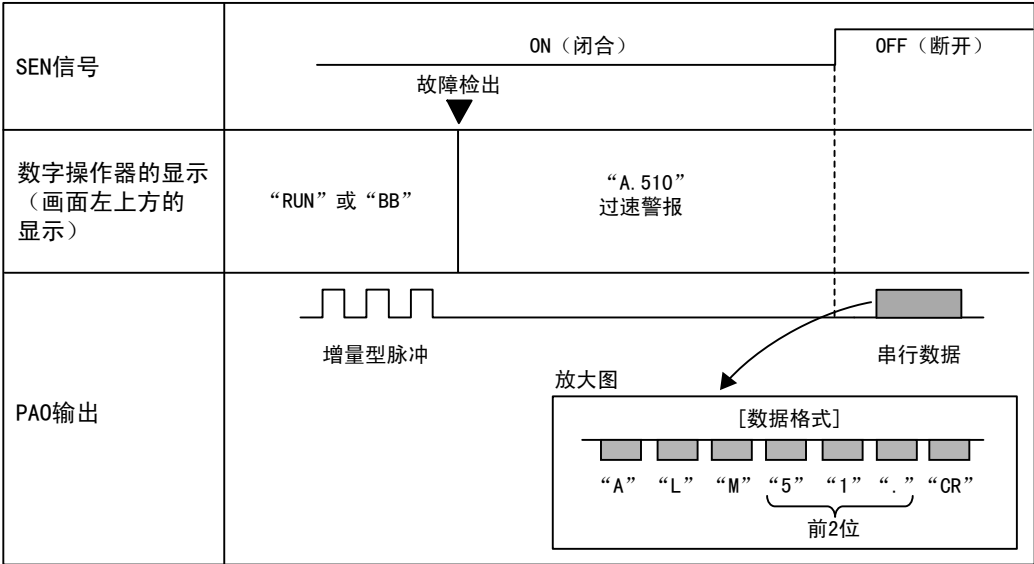 SEN信号
ON（闭合）
OFF（断开）
故障检出
数字操作器的显示
（画面左上方的
显示）
“RUN”或“BB”
“A.510”
过速警报
PAO输出
增量型脉冲
串行数据
放大图
[数据格式]
“A” “L” “M” “5” “1” “.” “CR”
前2位